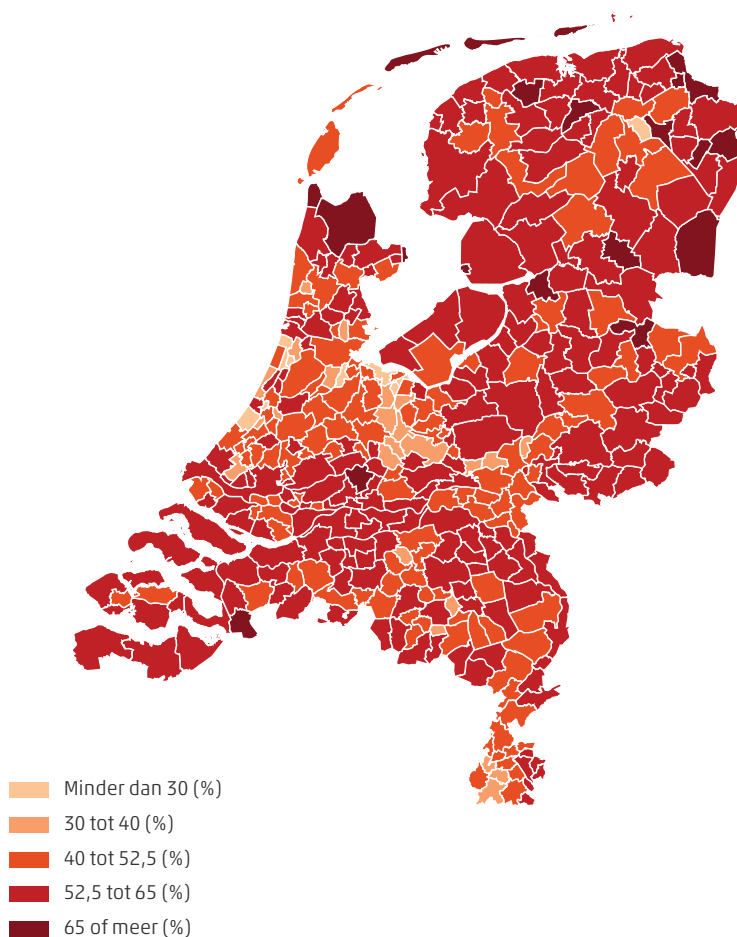 Minder dan 30 (%)
30 tot 40 (%)
40 tot 52,5 (%)
52,5 tot 65 (%)
65 of meer (%)